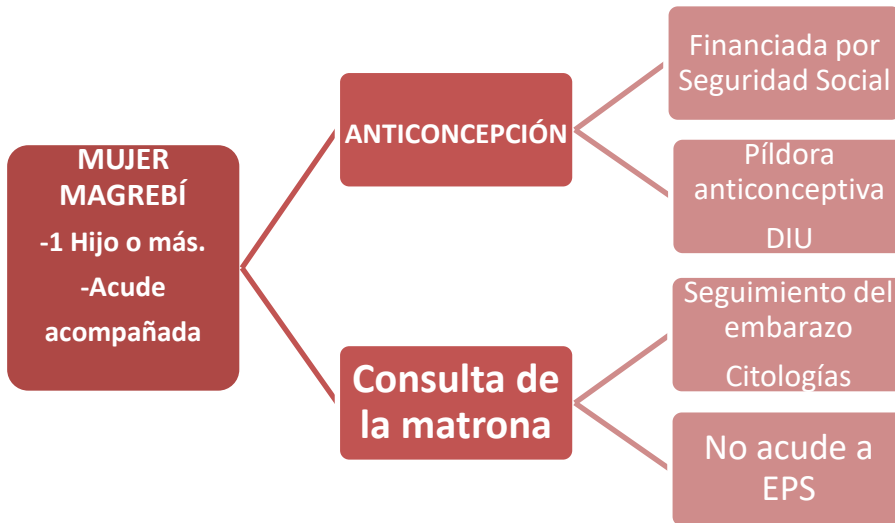 MUJER
MAGREBÍ
-1 Hijo o más.
-Acude
acompañada
ANTICONCEPCIÓN
Financiada por
Seguridad Social
Píldora
anticonceptiva
DIU
Consulta de
la matrona
Seguimiento del
embarazo
Citologías
No acude a
EPS